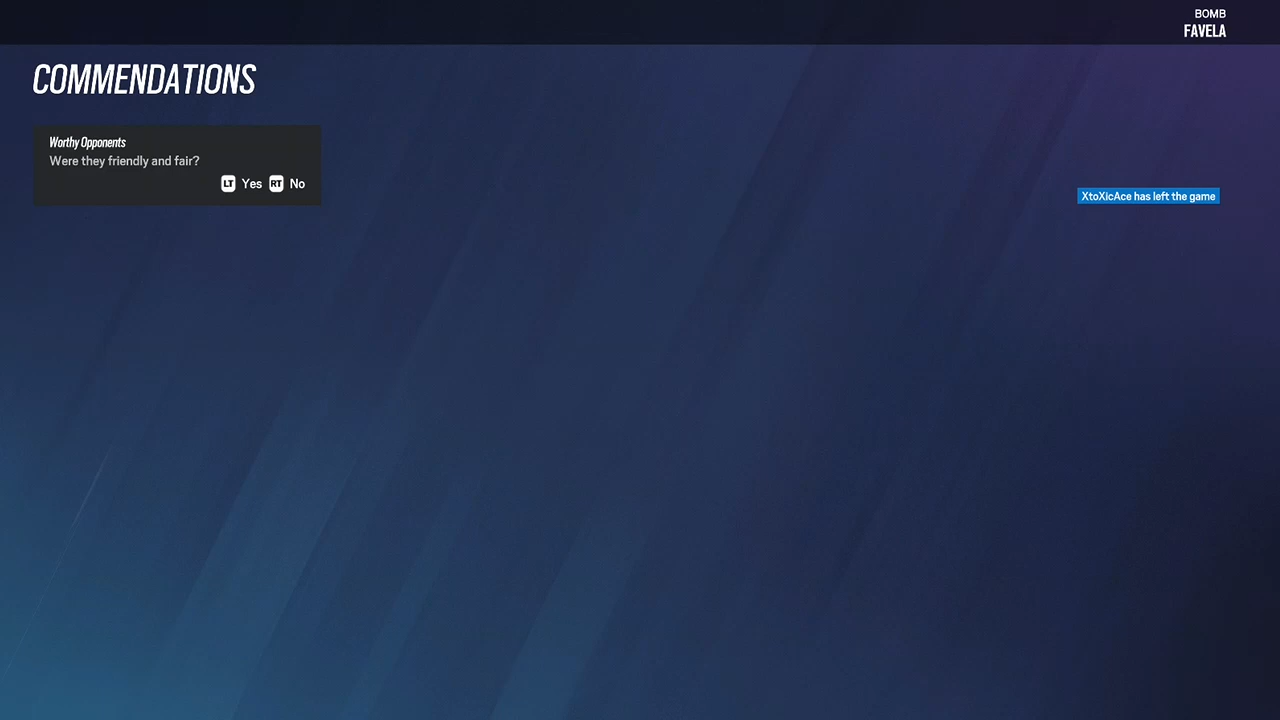 BOMB
FAVELA
COMMENDATIONS
Worthy Opponents
Were they friendly and fair?
LT Yes RT No
XtoXicAce has left the game